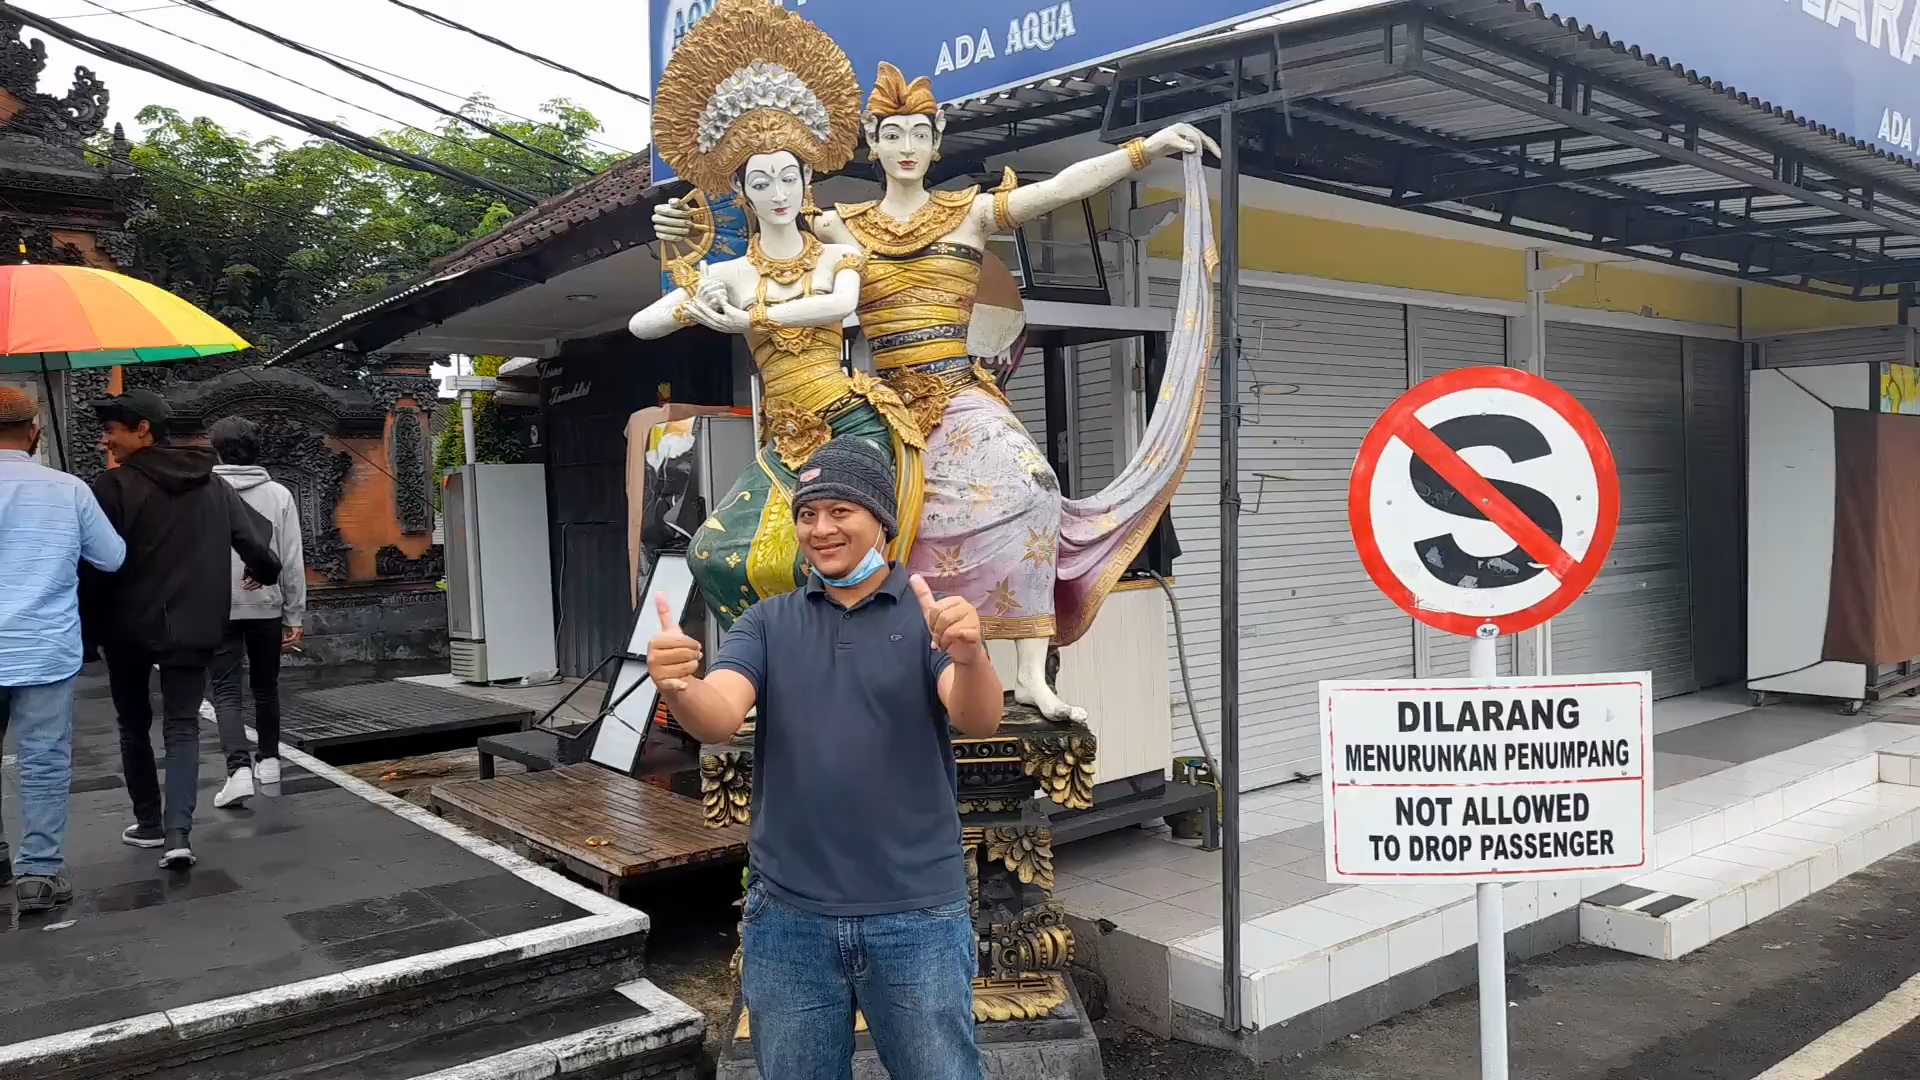 ADA AQUA
ADA
S
DILARANG
MENURUNKAN PENUMPANG
NOT ALLOWED
TO DROP PASSENGER